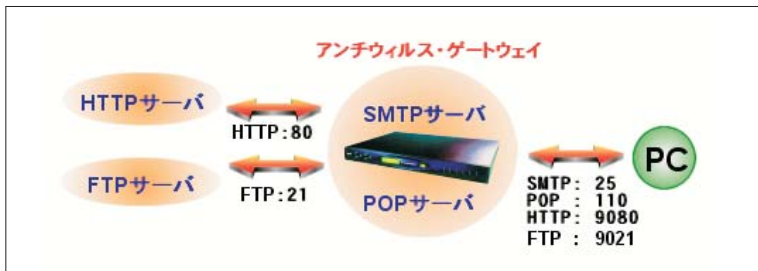 アンチウィルス・ゲートウェイ
HTTPサーバ
HTTP:80
FTPサーバ
FTP:21
SMTPサーバ
POPサーバ
PC
SMTP: 25
POP : 110
HTTP: 9080
FTP : 9021